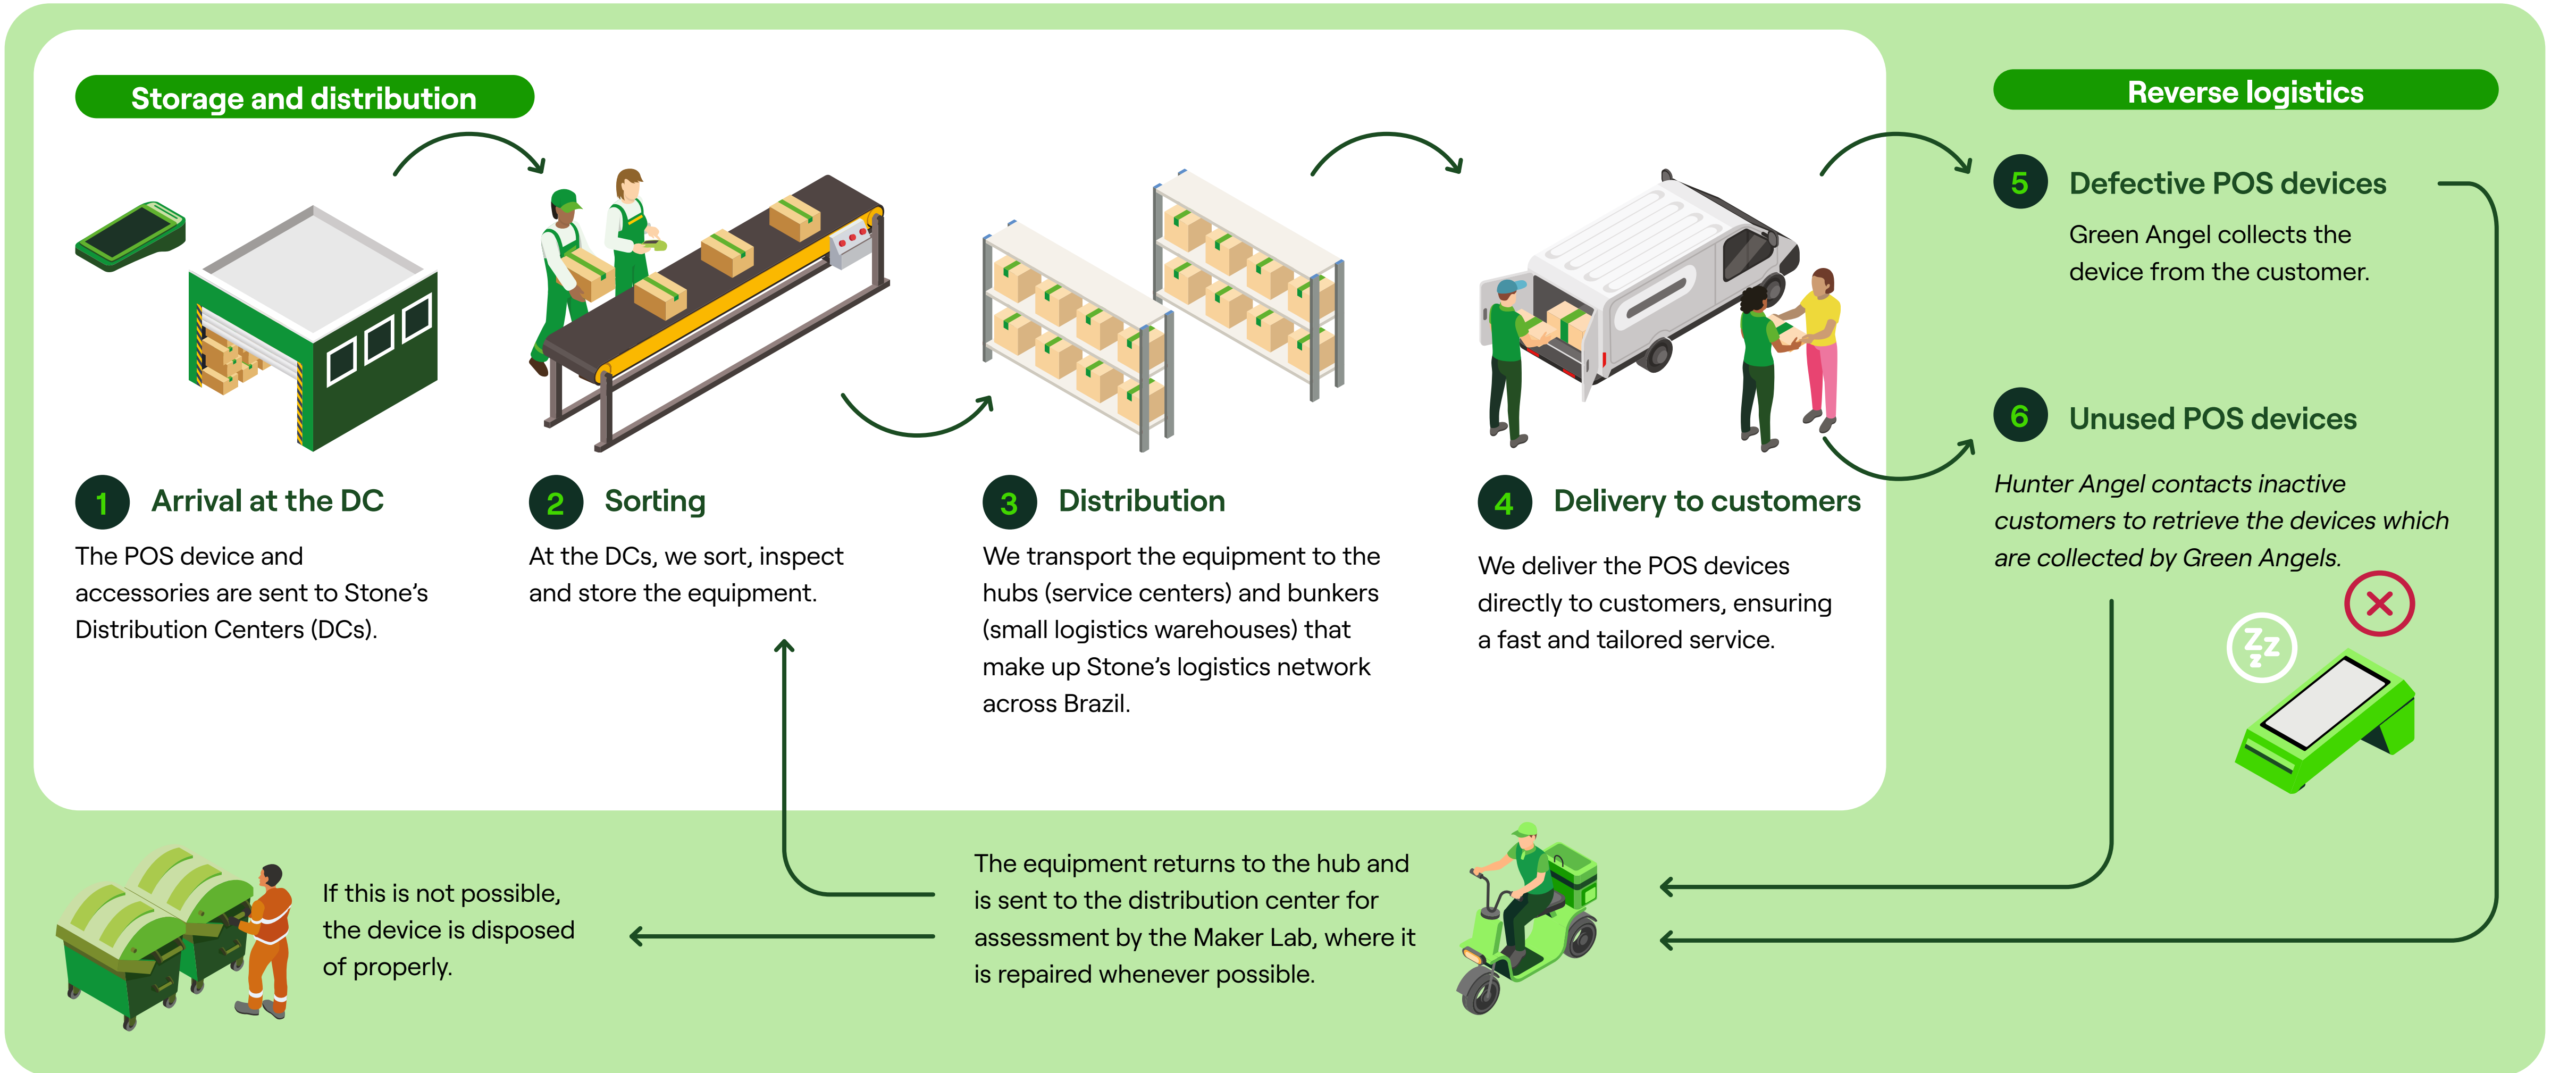 Storage and distribution
1 Arrival at the DC
The POS device and
accessories are sent to Stone’s
Distribution Centers (DCs).
2 Sorting
At the DCs, we sort, inspect
and store the equipment.
3 Distribution
We transport the equipment to the
hubs (service centers) and bunkers
(small logistics warehouses) that
make up Stone’s logistics network
across Brazil.
4 Delivery to customers
We deliver the POS devices
directly to customers, ensuring
a fast and tailored service.
Reverse logistics
5 Defective POS devices
Green Angel collects the
device from the customer.
6 Unused POS devices
Hunter Angel contacts inactive
customers to retrieve the devices which
are collected by Green Angels.
Z Z
Z
The equipment returns to the hub and
is sent to the distribution center for
assessment by the Maker Lab, where it
is repaired whenever possible.
If this is not possible,
the device is disposed
of properly.